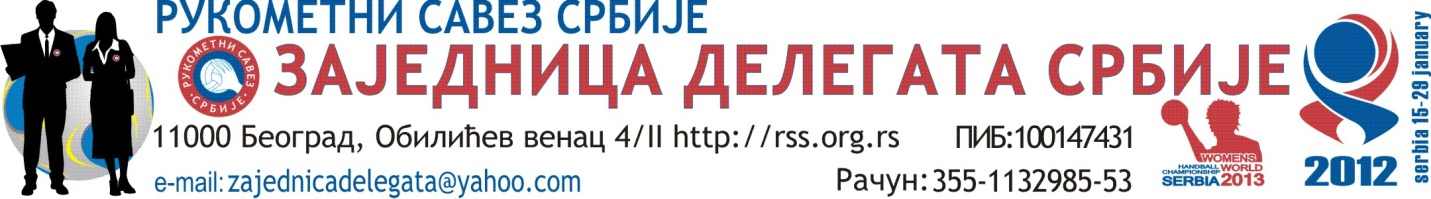 РУКОМЕТНИ САВЕЗ СРБИЈЕ
ЗАЈЕДНИЦА ДЕЛЕГАТА СРБИЈЕ
РУКОМЕТНИ САВЕЗ
• СРБИЈЕ •
11000 Београд, Обилићев венац 4/II http://rss.org.rs ПИБ:100147431
e-mail: zajednicadelegata@yahoo.com Рачун: 355-1132985-53
WOMENS
HANDBALL WORLD
CHAMPIONSHIP
SERBIA 2013
2012
serbia 15-29 january